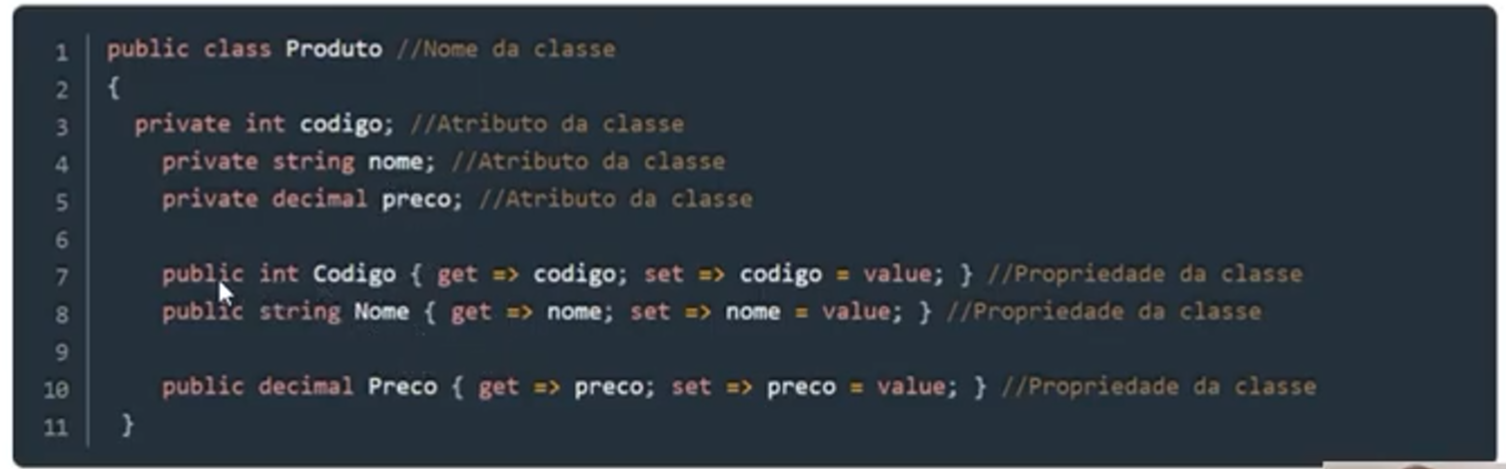 1 public class Produto //Nome da classe
2 {
3 private int codigo; //Atributo da classe
4 private string nome; //Atributo da classe
5 private decimal preco; //Atributo da classe
6
7 public int Codigo { get => codigo; set => codigo = value; } //Propriedade da classe
8 public string Nome { get => nome; set => nome = value; } //Propriedade da classe
9
10 public decimal Preco { get => preco; set => preco = value; } //Propriedade da classe
11 }